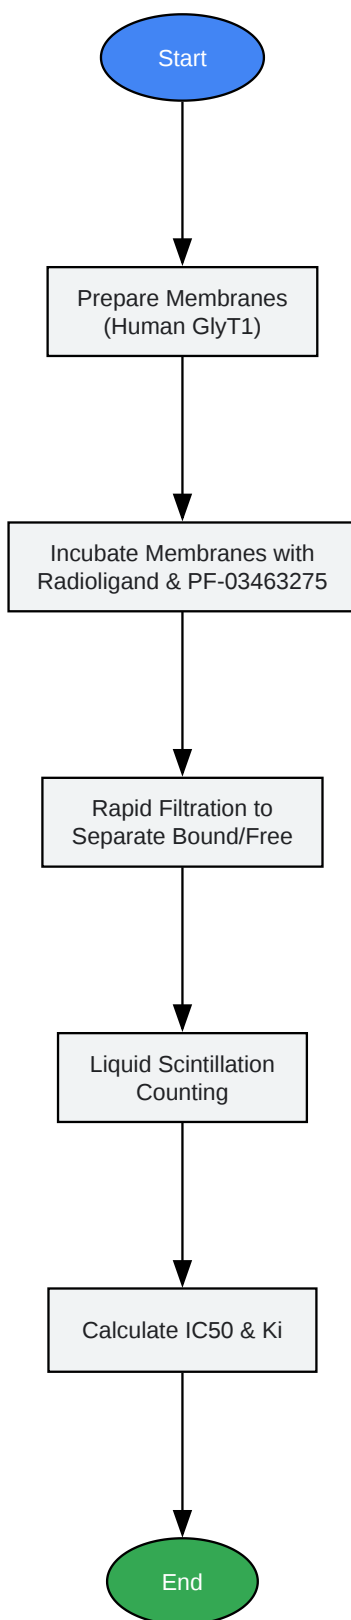 Start
Prepare Membranes
(Human GlyT1)
Incubate Membranes with
Radioligand & PF-03463275
Rapid Filtration to
Separate Bound/Free
Liquid Scintillation
Counting
Calculate IC50 & Ki
End